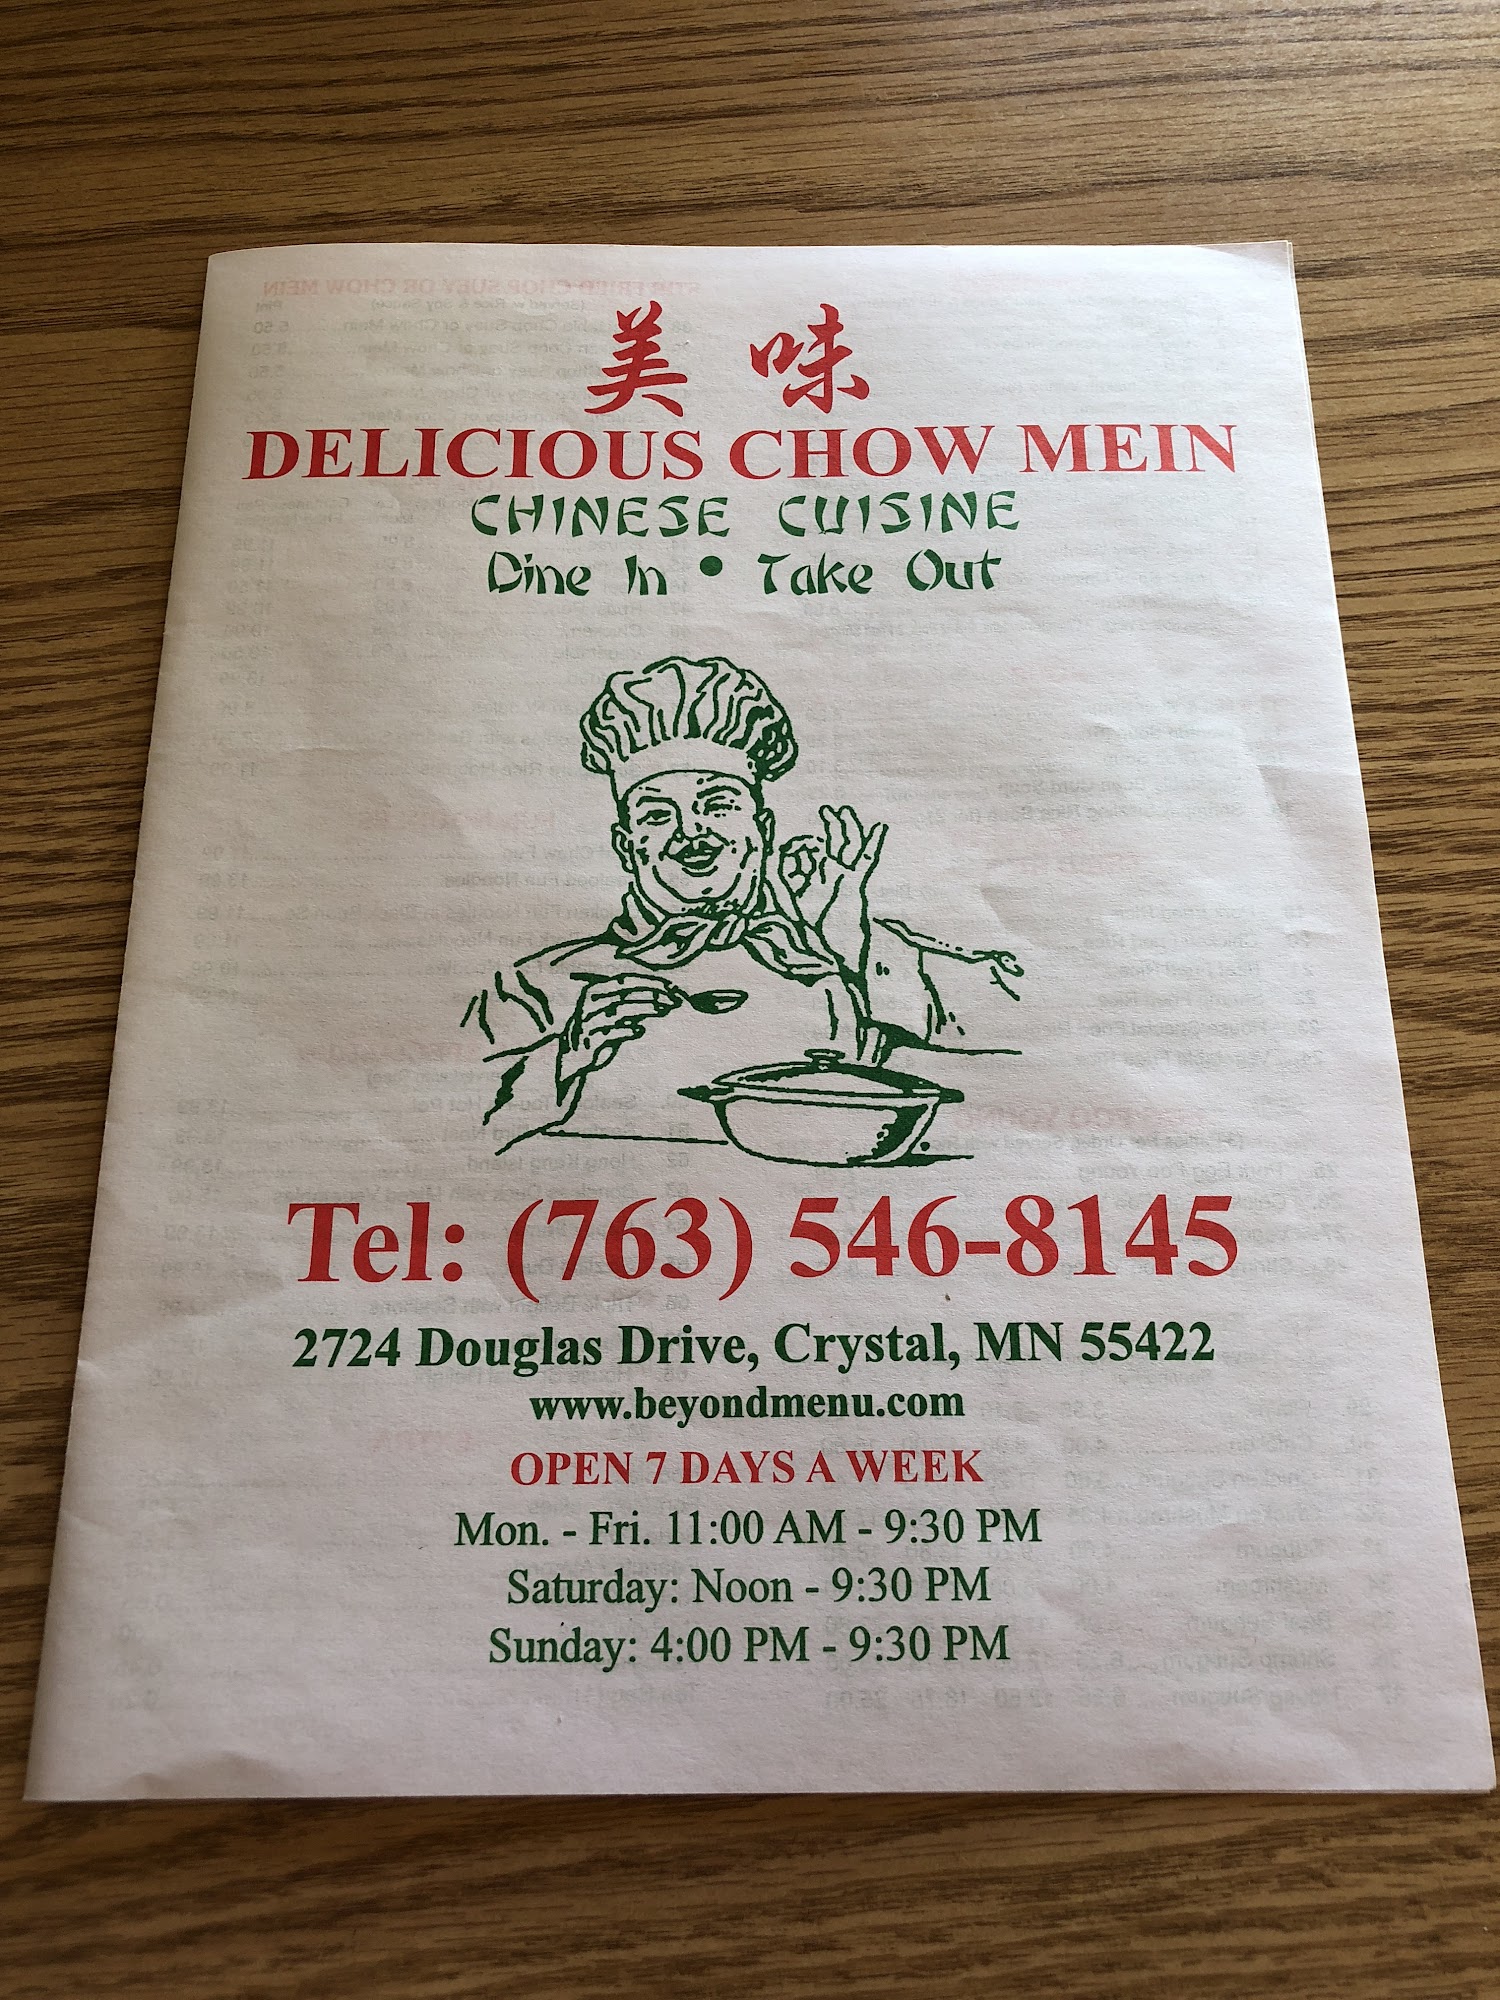 美味
DELICIOUS CHOW MEIN
CHINESE CUISINE
Dine In • Take Out
Tel: (763) 546-8145
2724 Douglas Drive, Crystal, MN 55422
www.beyondmenu.com
OPEN 7 DAYS A WEEK
Mon. - Fri. 11:00 AM - 9:30 PM
Saturday: Noon - 9:30 PM
Sunday: 4:00 PM - 9:30 PM